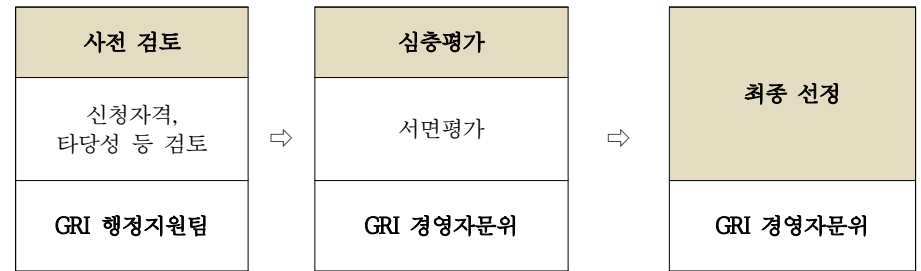 사전 검토
신청자격,
타당성 등 검토
GRI 행정지원팀
⇨
심층평가
서면평가
GRI 경영자문위
⇨
최종 선정
GRI 경영자문위